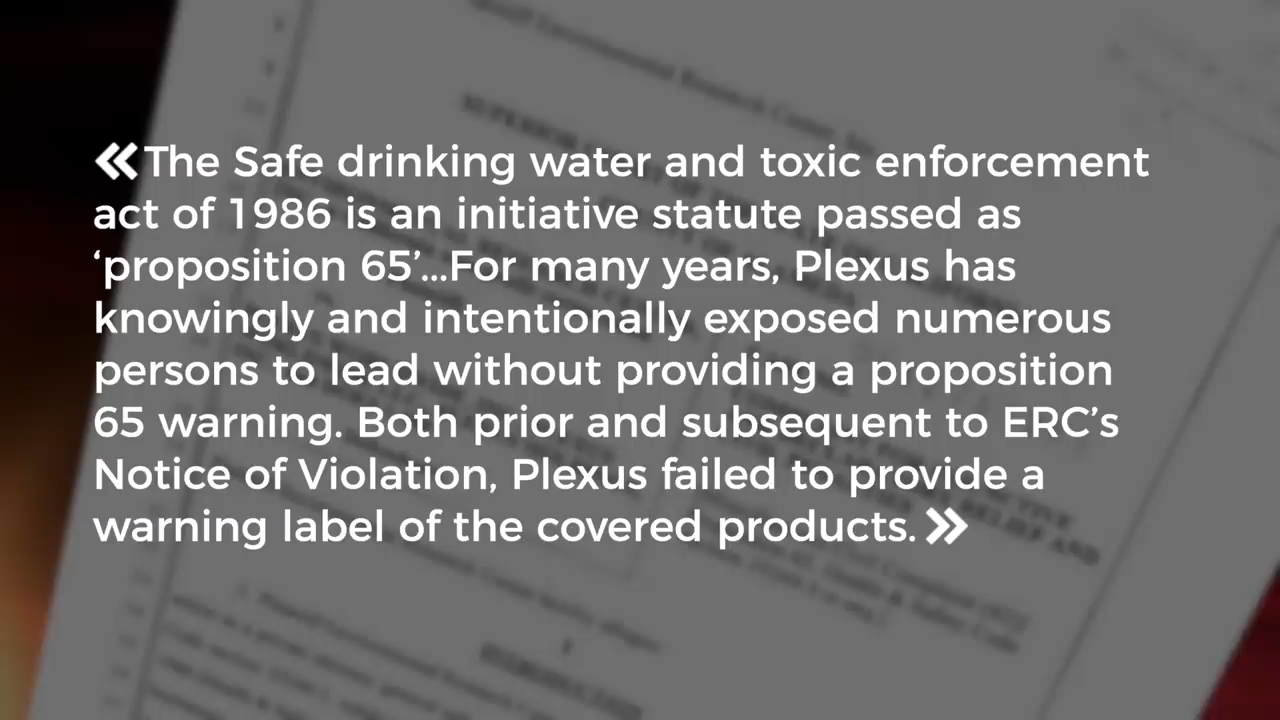 «The Safe drinking water and toxic enforcement
act of 1986 is an initiative statute passed as
‘proposition 65’...For many years, Plexus has
knowingly and intentionally exposed numerous
persons to lead without providing a proposition
65 warning. Both prior and subsequent to ERC’s
Notice of Violation, Plexus failed to provide a
warning label of the covered products.»